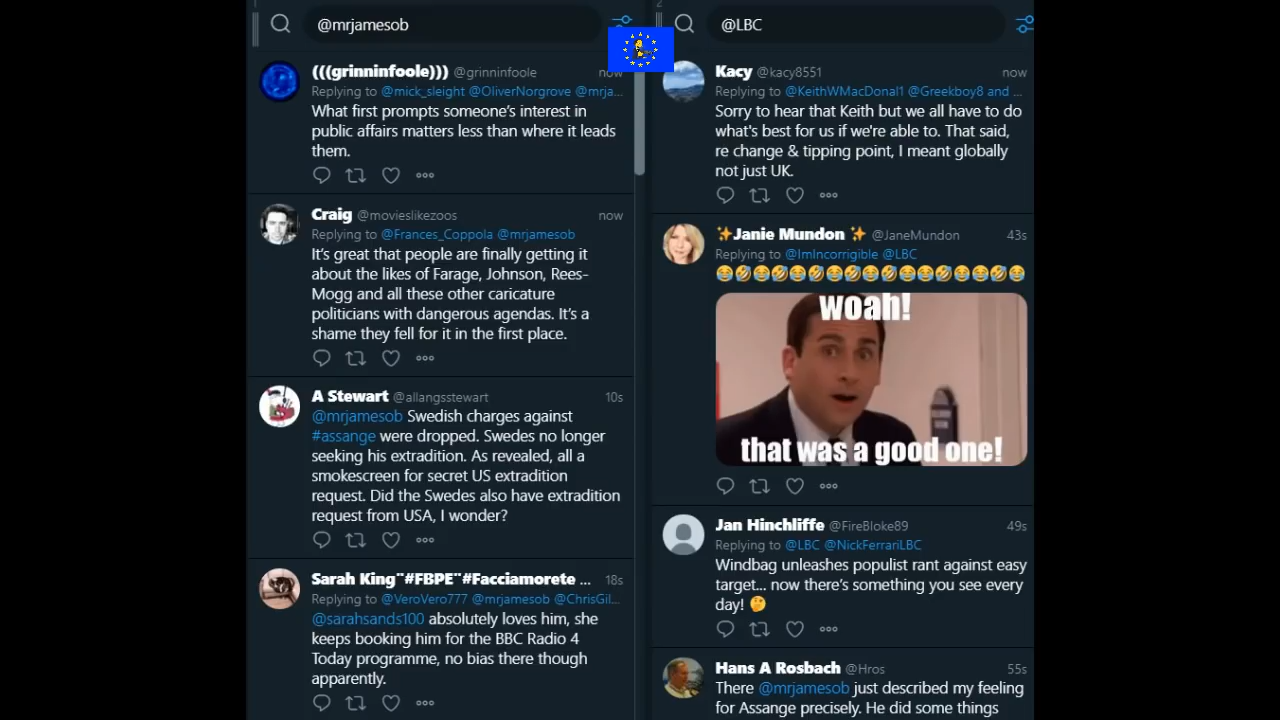 1
@mrjamesob
(((grinninfoole))) @grinninfoole now
Replying to @mick_sleight @OliverNorgrove @mrja...
What first prompts someone's interest in
public affairs matters less than where it leads
them.
Craig @movieslikezoos now
Replying to @Frances_Coppola @mrjamesob
It's great that people are finally getting it
about the likes of Farage, Johnson, Rees-
Mogg and all these other caricature
politicians with dangerous agendas. It's a
shame they fell for it in the first place.
A Stewart @allangsstewart 10s
@mrjamesob Swedish charges against
#assange were dropped. Swedes no longer
seeking his extradition. As revealed, all a
smokescreen for secret US extradition
request. Did the Swedes also have extradition
request from USA, I wonder?
Sarah King¨#FBPE¨#Facciamorete ... 18s
Replying to @VeroVero777 @mrjamesob @ChrisGil...
@sarahsands100 absolutely loves him, she
keeps booking him for the BBC Radio 4
Today programme, no bias there though
apparently.
2
@LBC
Kacy @kacy8551 now
Replying to @KeithWMacDonal1 @Greekboy8 and ...
Sorry to hear that Keith but we all have to do
what's best for us if we're able to. That said,
re change & tipping point, I meant globally
not just UK.
✨Janie Mundon ✨ @JaneMundon 43s
Replying to @ImIncorrigible @LBC
😂🤣😂🤣😂🤣😂🤣😂🤣😂😂🤣😂😂🤣😂
woah!
that was a good one!
Jan Hinchliffe @FireBloke89 49s
Replying to @LBC @NickFerrariLBC
Windbag unleashes populist rant against easy
target... now there's something you see every
day! 🤔
Hans A Rosbach @Hros 55s
There @mrjamesob just described my feeling
for Assange precisely. He did some things